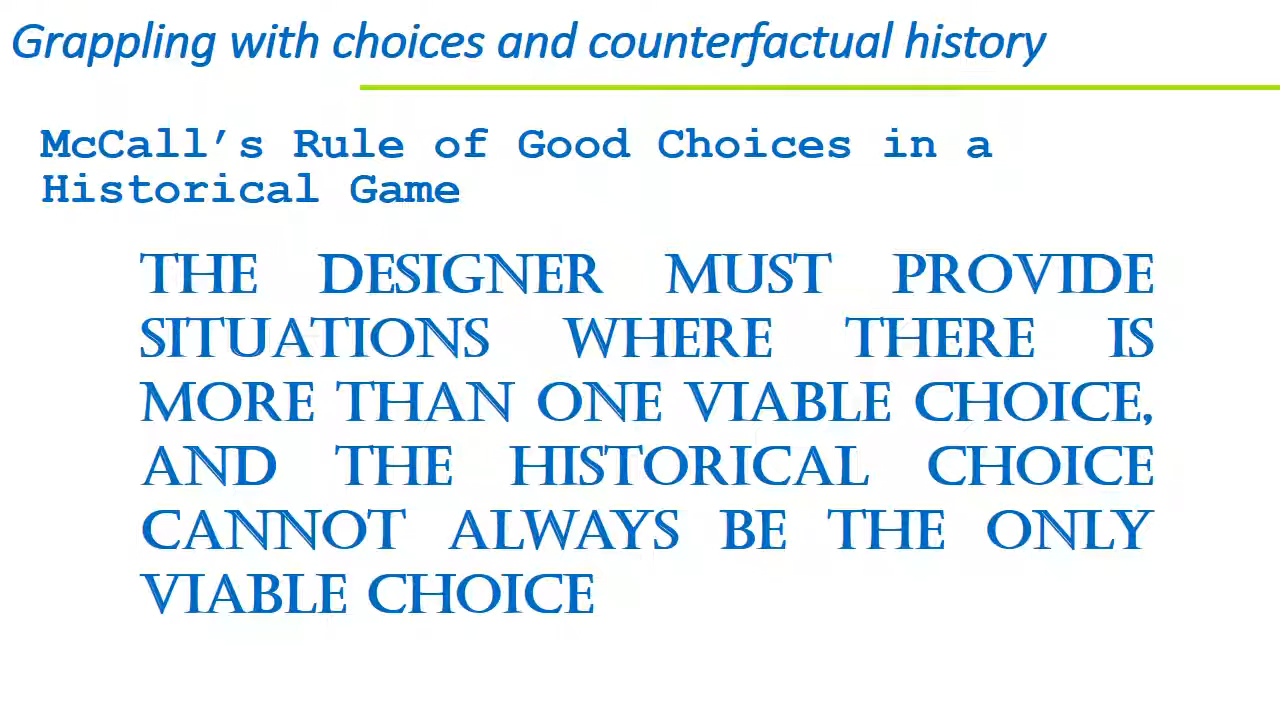 Grappling with choices and counterfactual history
McCall's Rule of Good Choices in a
Historical Game
THE DESIGNER MUST PROVIDE
SITUATIONS WHERE THERE IS
MORE THAN ONE VIABLE CHOICE,
AND THE HISTORICAL CHOICE
CANNOT ALWAYS BE THE ONLY
VIABLE CHOICE